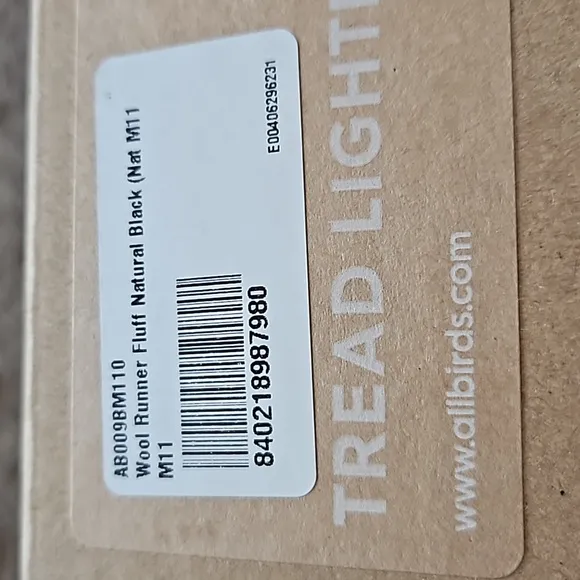 AB009BM110
Wool Runner Fluff Natural Black (Nat M11
M11
840218987980
E00406296231
TREAD LIGHT
www.allbirds.com